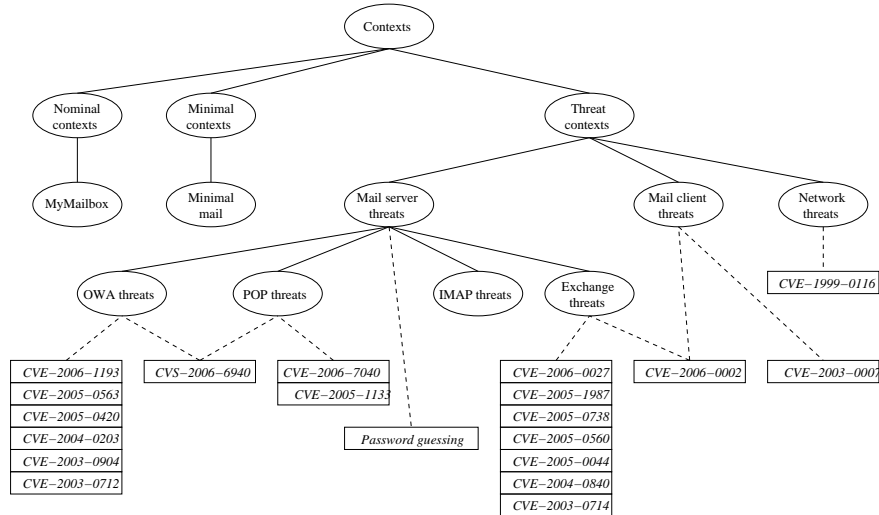 Contexts
Nominal
contexts
Minimal
contexts
Threat
contexts
MyMailbox
Minimal
mail
Mail server
threats
Mail client
threats
Network
threats
OWA threats
POP threats
IMAP threats
Exchange
threats
CVE−1999−0116
CVE−2006−1193
CVE−2005−0563
CVE−2005−0420
CVE−2004−0203
CVE−2003−0904
CVE−2003−0712
CVS−2006−6940
CVE−2006−7040
CVE−2005−1133
Password guessing
CVE−2006−0027
CVE−2005−1987
CVE−2005−0738
CVE−2005−0560
CVE−2005−0044
CVE−2004−0840
CVE−2003−0714
CVE−2006−0002
CVE−2003−0007